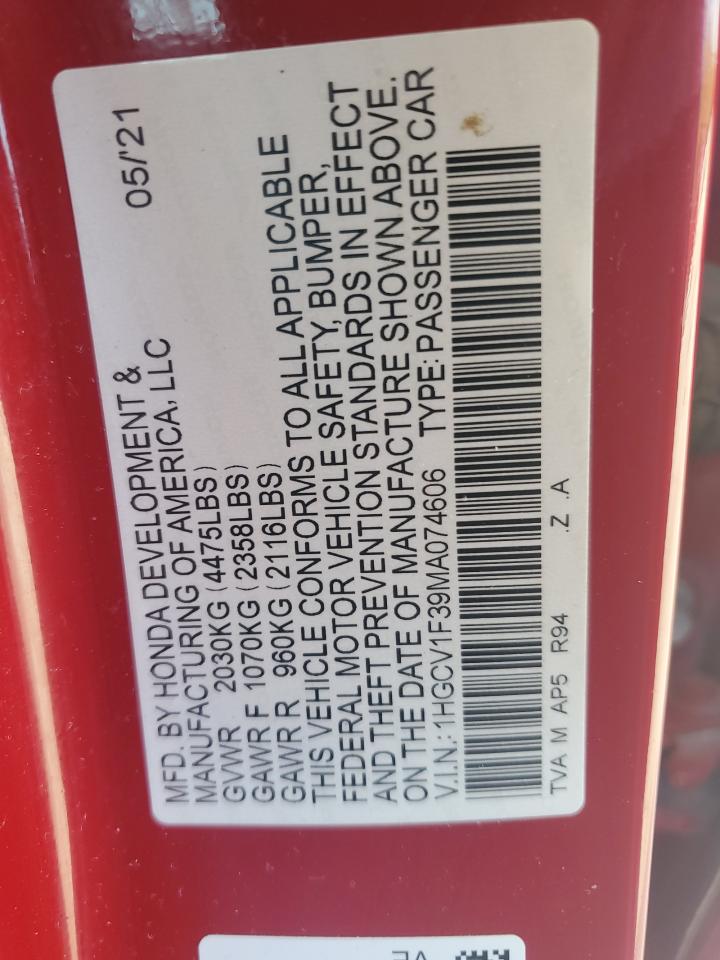 MFD. BY HONDA DEVELOPMENT & 05/'21
MANUFACTURING OF AMERICA, LLC
GVWR 2030KG (4475LBS)
GAWR F 1070KG (2358LBS)
GAWR R 960KG (2116LBS)
THIS VEHICLE CONFORMS TO ALL APPLICABLE
FEDERAL MOTOR VEHICLE SAFETY, BUMPER,
AND THEFT PREVENTION STANDARDS IN EFFECT
ON THE DATE OF MANUFACTURE SHOWN ABOVE.
V.I.N.: 1HGCV1F39MA074606 TYPE: PASSENGER CAR
TVA M AP5 R94 .Z .A